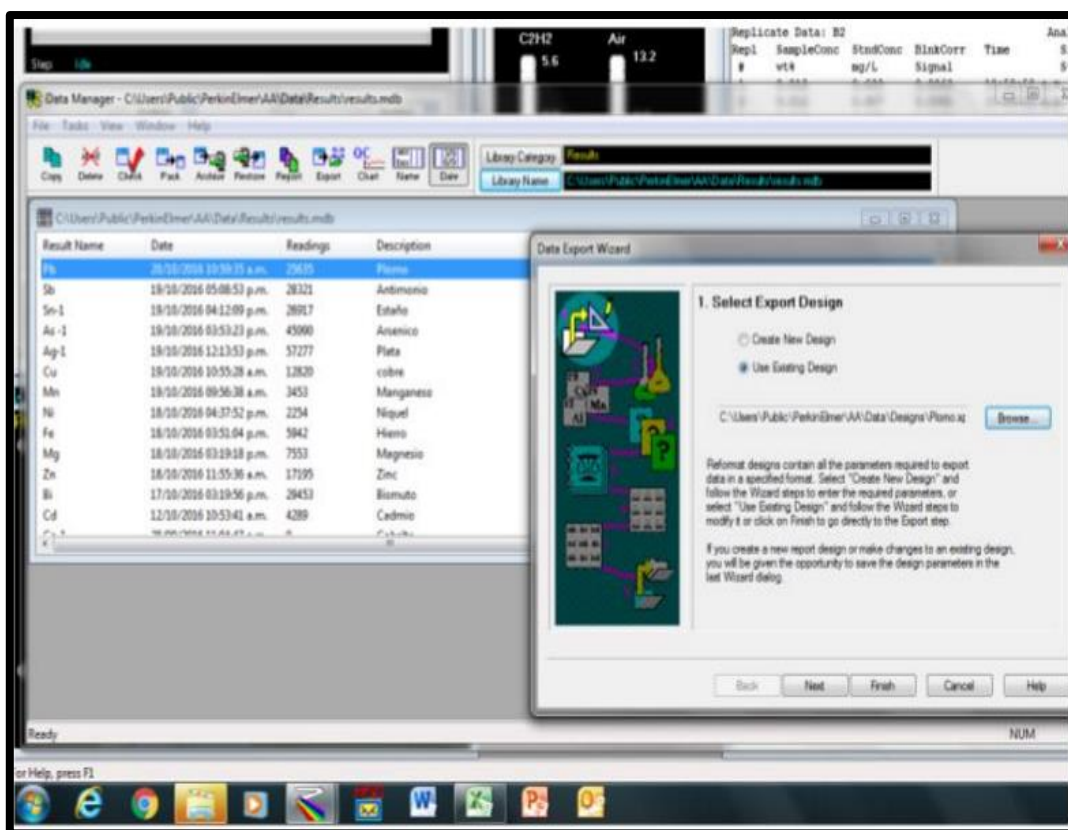 C2H2 Air
5.6 13.2
Replicate Data: B2
Repl SampleConc StndConc BlnkCorr Time
# wt% mg/L Signal
Step Idle
Data Manager - C:\Users\Public\PerkinElmer\AA\Data\Results\results.mdb
File Tasks View Window Help
Copy Delete Check Pack Archive Restore Report Export Chart Name Date
Library Category Results
Library Name C:\Users\Public\PerkinElmer\AA\Data\Results\results.mdb
C:\Users\Public\PerkinElmer\AA\Data\Results\results.mdb
Result Name Date Readings Description
Pb 10:59:35 a.m. 25635 Plomo
Sb 19/10/2016 05:08:53 p.m. 28321 Antimonio
Sn-1 19/10/2016 04:12:09 p.m. 26917 Estaño
As -1 19/10/2016 03:53:23 p.m. 45090 Arsenico
Ag-1 19/10/2016 12:13:53 p.m. 57277 Plata
Cu 19/10/2016 10:55:28 a.m. 12820 cobre
Mn 19/10/2016 09:56:38 a.m. 3453 Manganeso
Ni 18/10/2016 04:37:52 p.m. 2254 Niquel
Fe 18/10/2016 03:51:04 p.m. 5942 Hierro
Mg 18/10/2016 03:19:18 p.m. 7553 Magnesio
Zn 18/10/2016 11:55:36 a.m. 17195 Zinc
Bi 17/10/2016 03:19:56 p.m. 28453 Bismuto
Cd 12/10/2016 10:53:41 a.m. 4289 Cadmio
Data Export Wizard
1. Select Export Design
Create New Design
Use Existing Design
C:\Users\Public\PerkinElmer\AA\Data\Designs\Plomo.xp
Browse...
Reformat designs contain all the parameters required to export
data in a specified format. Select "Create New Design" and
follow the Wizard steps to enter the required parameters, or
select "Use Existing Design" and follow the Wizard steps to
modify it or click on Finish to go directly to the Export step.
If you create a new report design or make changes to an existing design,
you will be given the opportunity to save the design parameters in the
last Wizard dialog.
Back Next Finish Cancel Help
Ready NUM
or Help, press F1